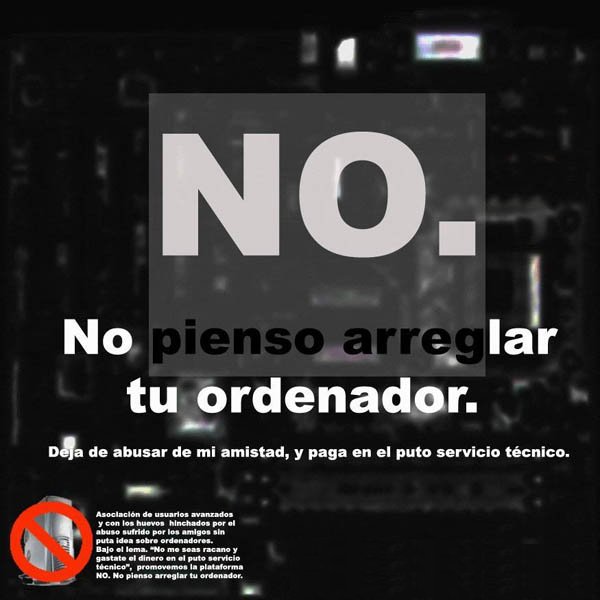 NO.
No pienso arreglar
tu ordenador.
Deja de abusar de mi amistad, y paga en el puto servicio técnico.
Asociación de usuarios avanzados
y con los huevos hinchados por el
abuso sufrido por los amigos sin
puta idea sobre ordenadores.
Bajo el lema. “No me seas racano y
gastate el dinero en el puto servicio
técnico”, promovemos la plataforma
NO. No pienso arreglar tu ordenador.